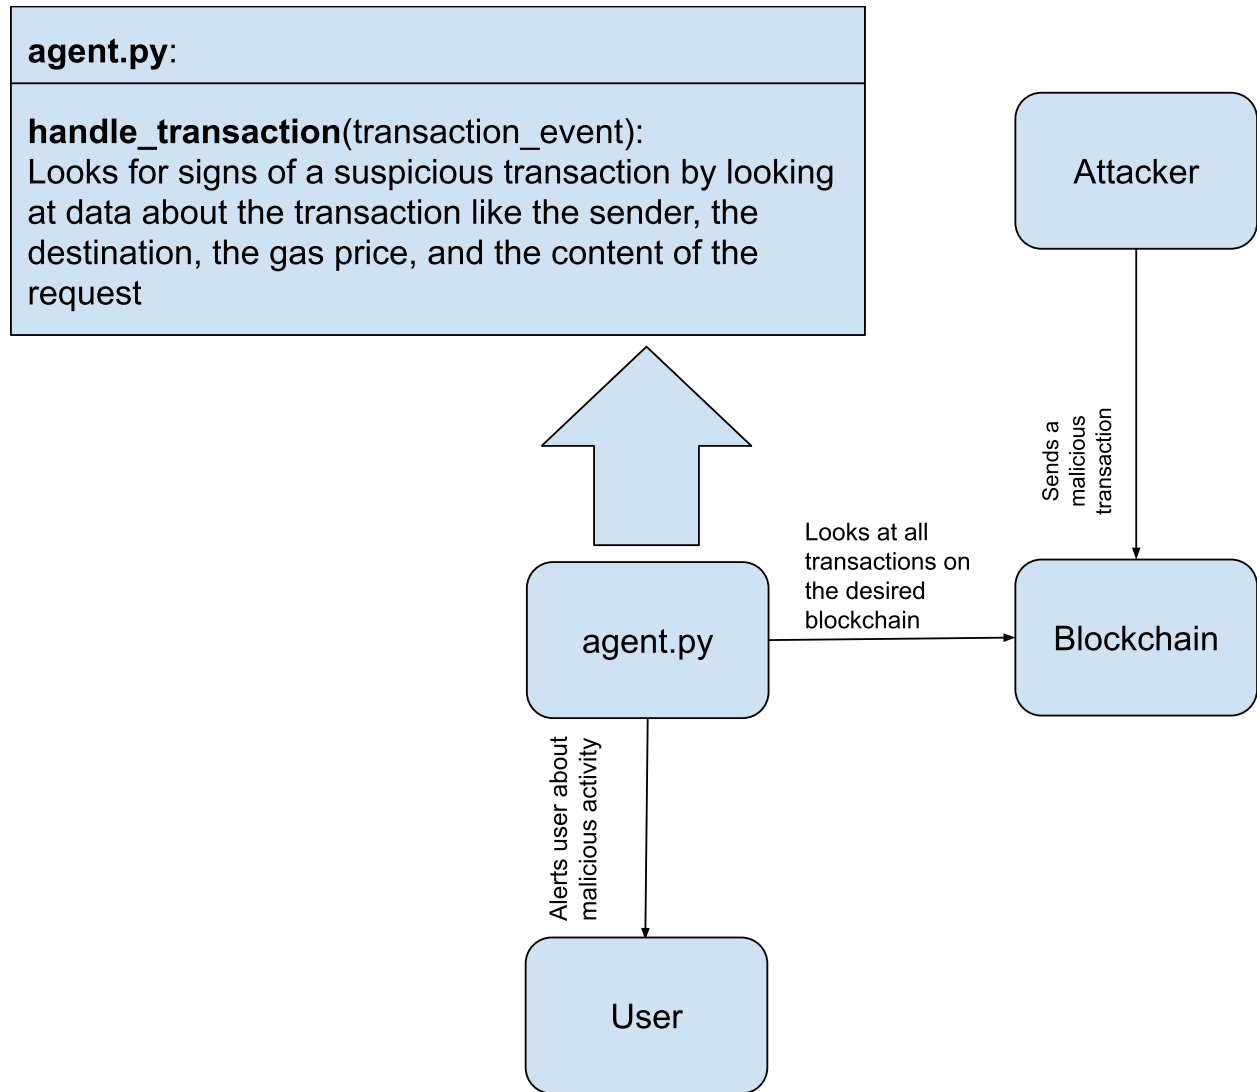 agent.py:
handle_transaction(transaction_event):
Looks for signs of a suspicious transaction by looking
at data about the transaction like the sender, the
destination, the gas price, and the content of the
request
Attacker
Sends a
malicious
transaction
Looks at all
transactions on
the desired
blockchain
agent.py
Blockchain
Alerts user about
malicious activity
User